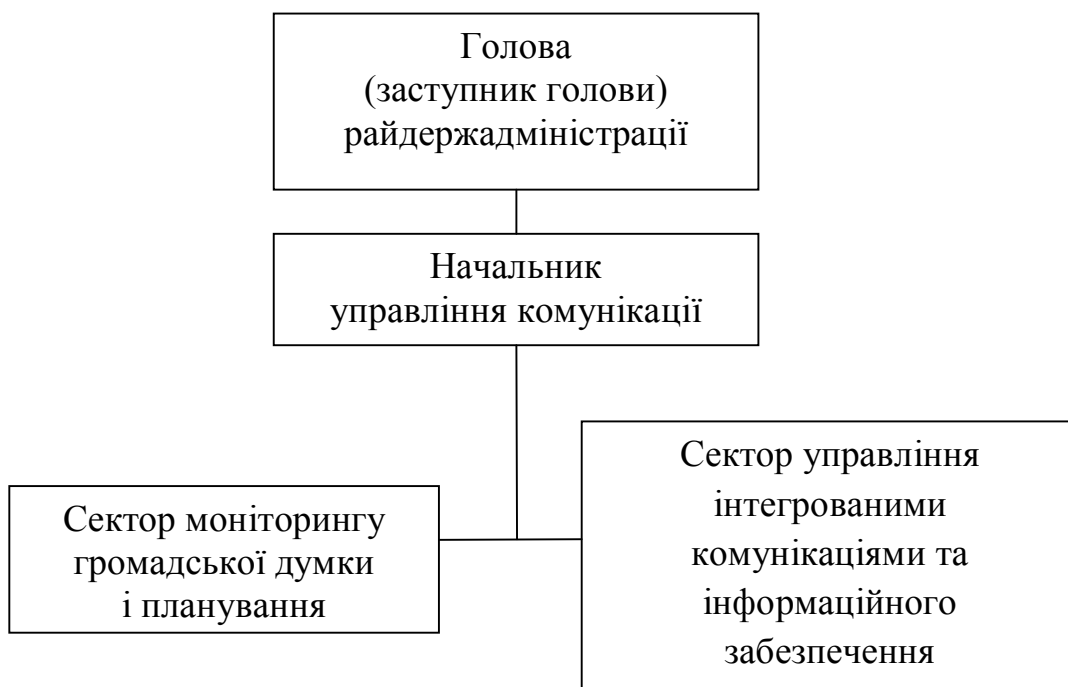 Голова
(заступник голови)
райдержадміністрації
Начальник
управління комунікації
Сектор моніторингу
громадської думки
і планування
Сектор управління
інтегрованими
комунікаціями та
інформаційного
забезпечення